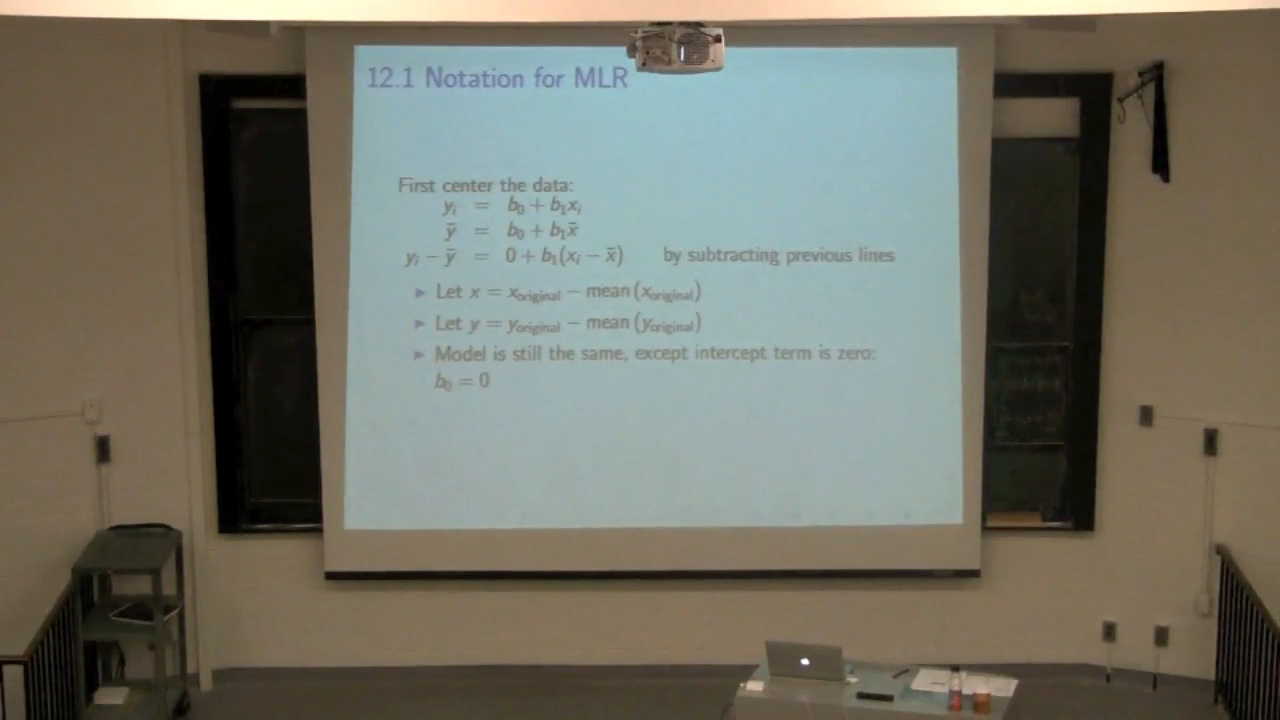 12.1 Notation for MLR
First center the data:
yᵢ = b₀ + b₁xᵢ
ȳ = b₀ + b₁x̄
yᵢ − ȳ = 0 + b₁(xᵢ − x̄) by subtracting previous lines
▶ Let x = x_original − mean (x_original)
▶ Let y = y_original − mean (y_original)
▶ Model is still the same, except intercept term is zero:
b₀ = 0